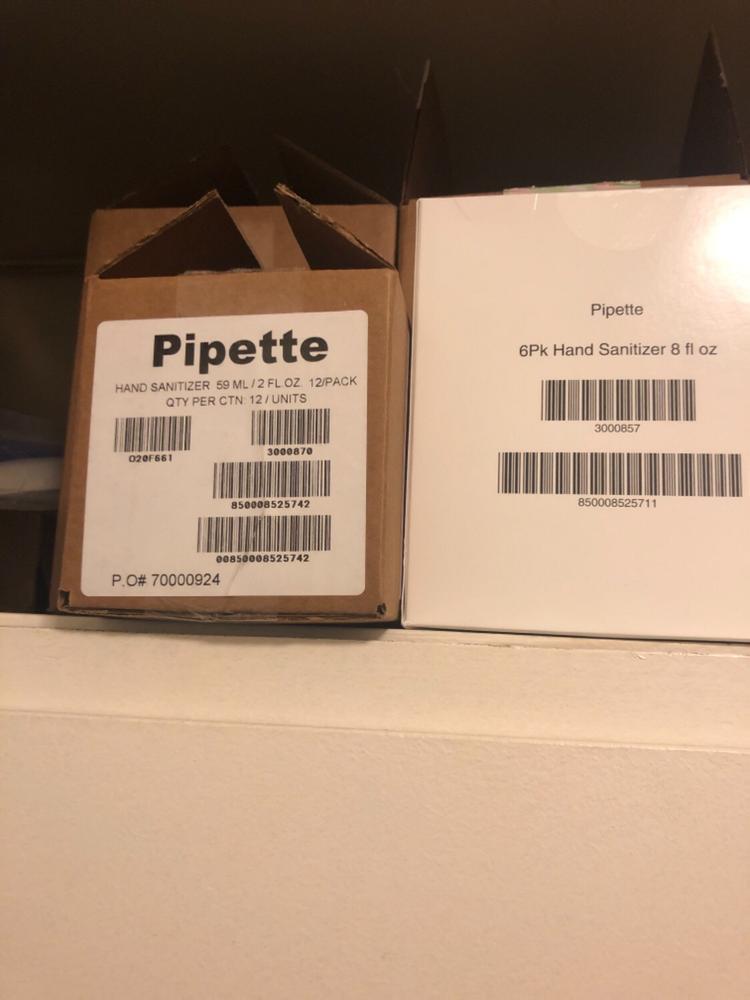 Pipette
HAND SANITIZER 59 ML / 2 FL.OZ. 12/PACK
QTY PER CTN: 12 / UNITS
020F661
3000870
850008525742
00850008525742
P.O# 70000924
Pipette
6Pk Hand Sanitizer 8 fl oz
3000857
850008525711